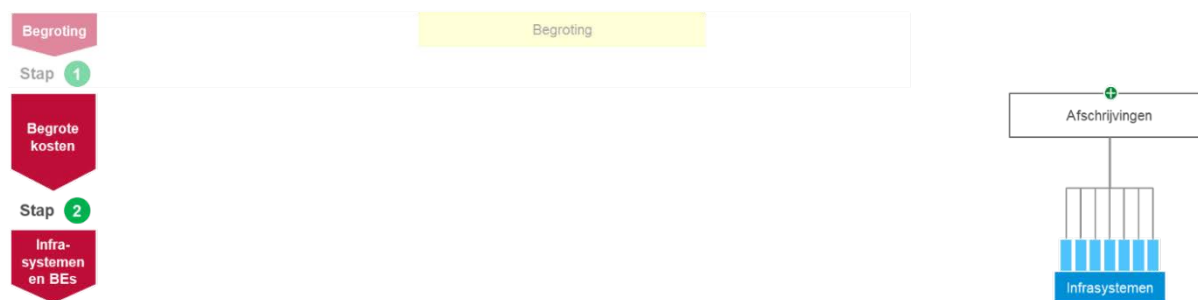 Begroting
Begroting
Stap 1
Afschrijvingen
Begrote
kosten
Stap 2
Infra-
systemen
en BEs
Infrasystemen